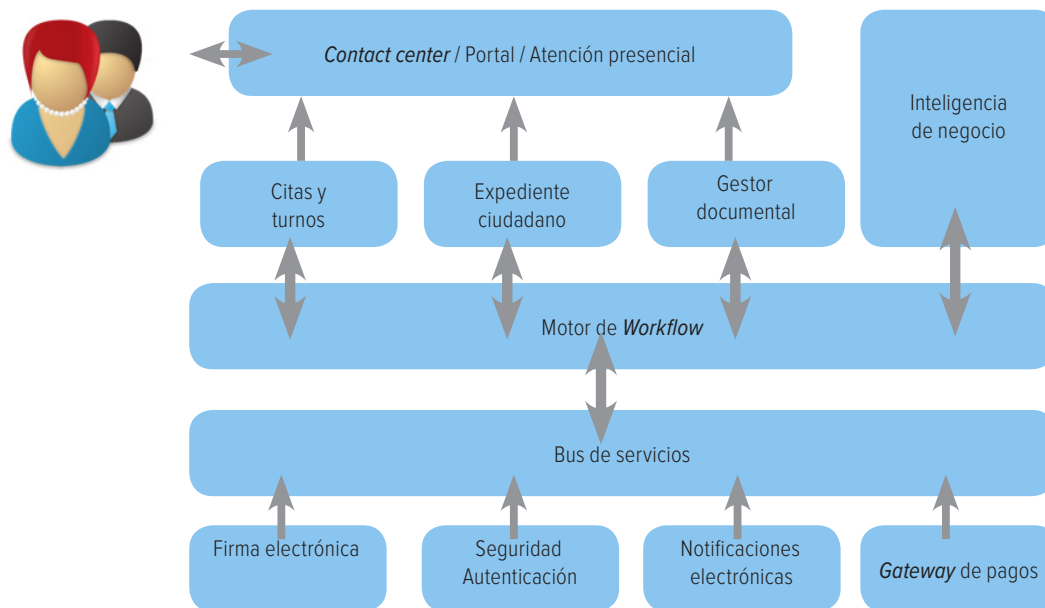 Contact center / Portal / Atención presencial
Inteligencia
de negocio
Citas y
turnos
Expediente
ciudadano
Gestor
documental
Motor de Workflow
Bus de servicios
Firma electrónica
Seguridad
Autenticación
Notificaciones
electrónicas
Gateway de pagos